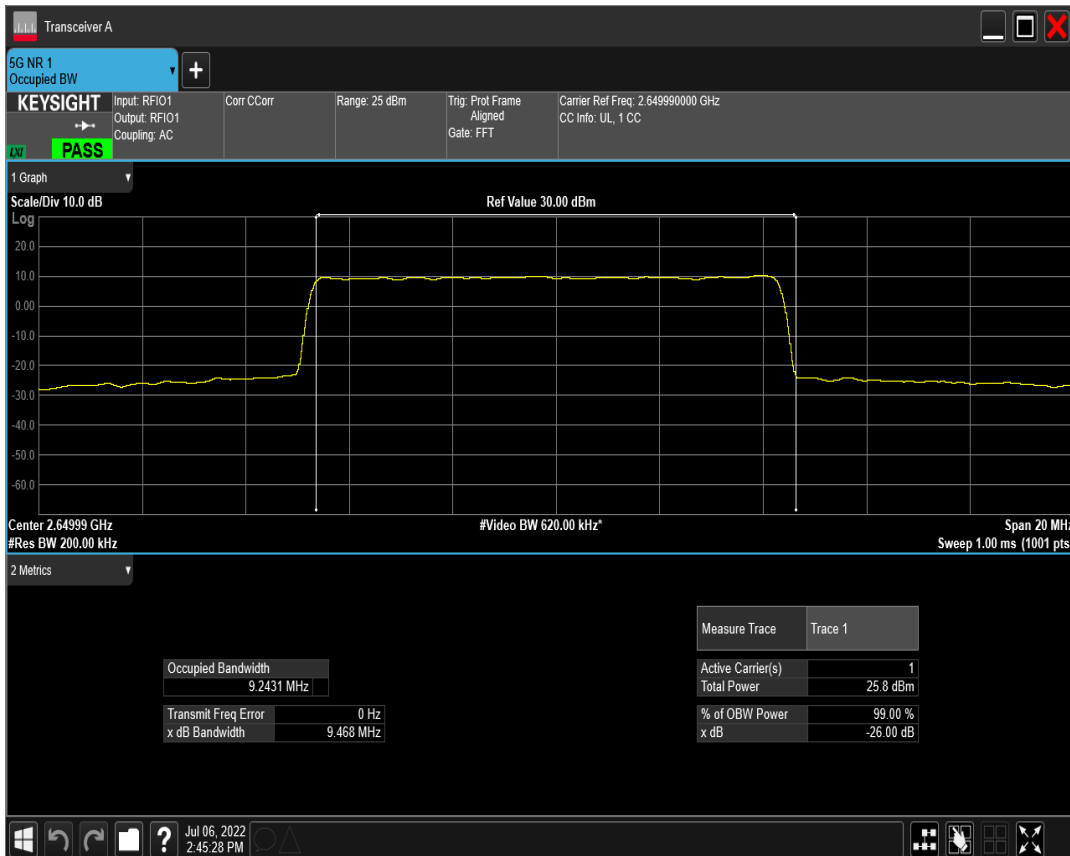 Transceiver A
5G NR 1
Occupied BW
KEYSIGHT
LXI
PASS
Input: RFIO1
Output: RFIO1
Coupling: AC
Corr CCorr
Range: 25 dBm
Trig: Prot Frame
Aligned
Gate: FFT
Carrier Ref Freq: 2.649990000 GHz
CC Info: UL, 1 CC
1 Graph
Scale/Div 10.0 dB
Ref Value 30.00 dBm
Log
20.0
10.0
0.00
-10.0
-20.0
-30.0
-40.0
-50.0
-60.0
Center 2.64999 GHz
#Video BW 620.00 kHz*
Span 20 MHz
#Res BW 200.00 kHz
Sweep 1.00 ms (1001 pts
2 Metrics
Measure Trace Trace 1
Occupied Bandwidth
9.2431 MHz
Active Carrier(s) 1
Total Power 25.8 dBm
Transmit Freq Error 0 Hz
x dB Bandwidth 9.468 MHz
% of OBW Power 99.00 %
x dB -26.00 dB
?
Jul 06, 2022
2:45:28 PM